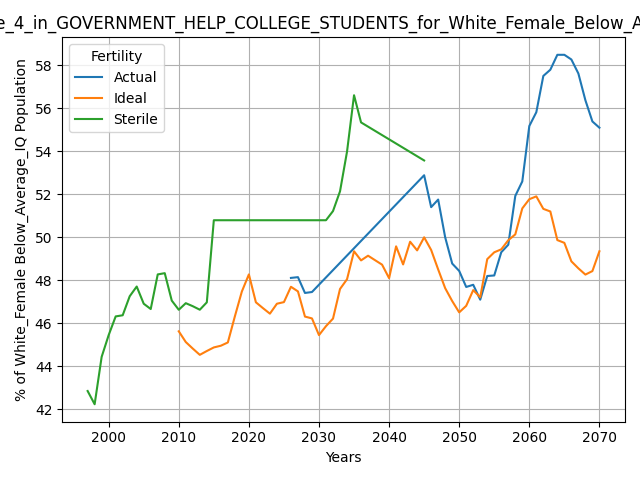 e_4_in_GOVERNMENT_HELP_COLLEGE_STUDENTS_for_White_Female_Below_A
Fertility
Actual
Ideal
Sterile
% of White_Female Below_Average_IQ Population
58
56
54
52
50
48
46
44
42
2000 2010 2020 2030 2040 2050 2060 2070
Years